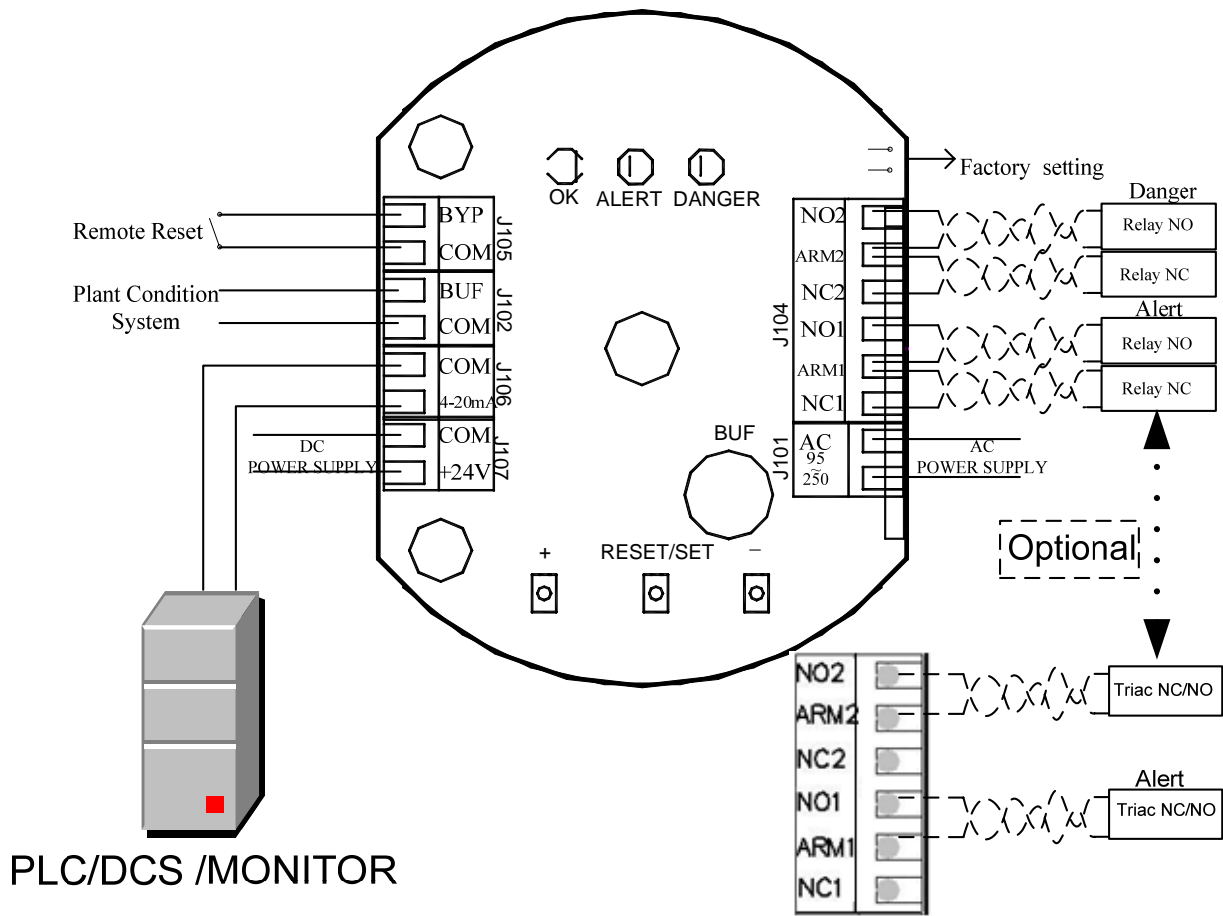 OK ALERT DANGER
Factory setting
Remote Reset
BYP
COM
J105
Plant Condition
System
BUF
COM
J102
COM
4-20mA
J106
DC
POWER SUPPLY
COM
+24V
J107
NO2
ARM2
NC2
NO1
ARM1
NC1
J104
Danger
Relay NO
Relay NC
Alert
Relay NO
Relay NC
BUF
J101
AC
95
~
250
AC
POWER SUPPLY
+ RESET/SET –
Optional
PLC/DCS /MONITOR
NO2
ARM2
NC2
NO1
ARM1
NC1
Triac NC/NO
Alert
Triac NC/NO